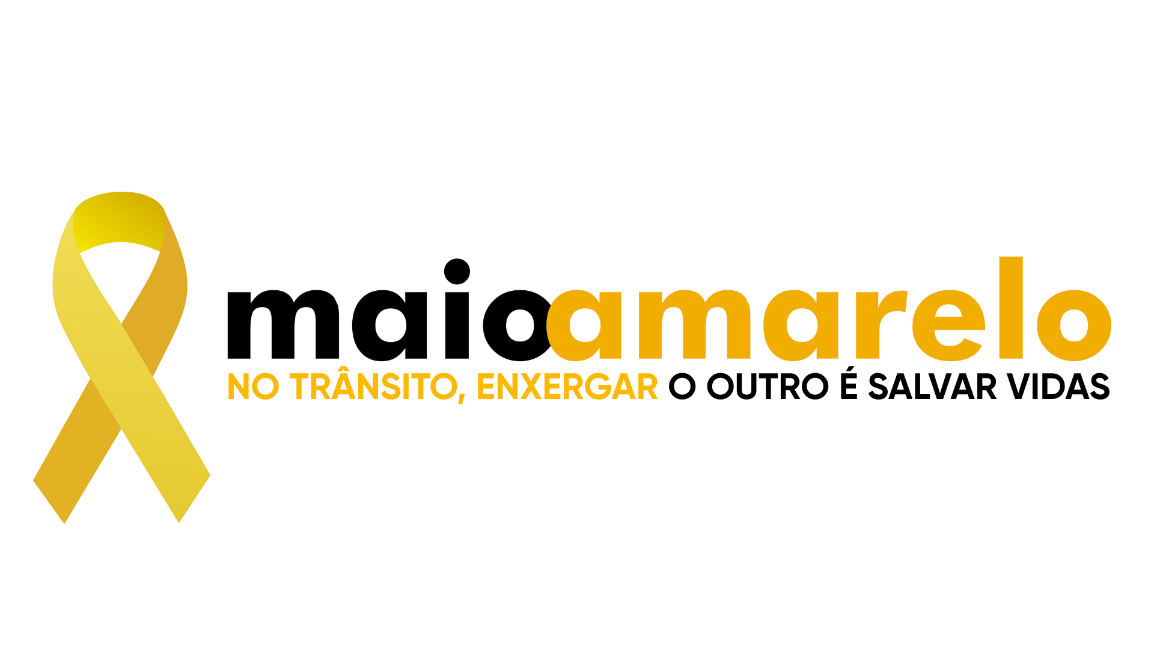 maioamarelo
NO TRÂNSITO, ENXERGAR O OUTRO É SALVAR VIDAS